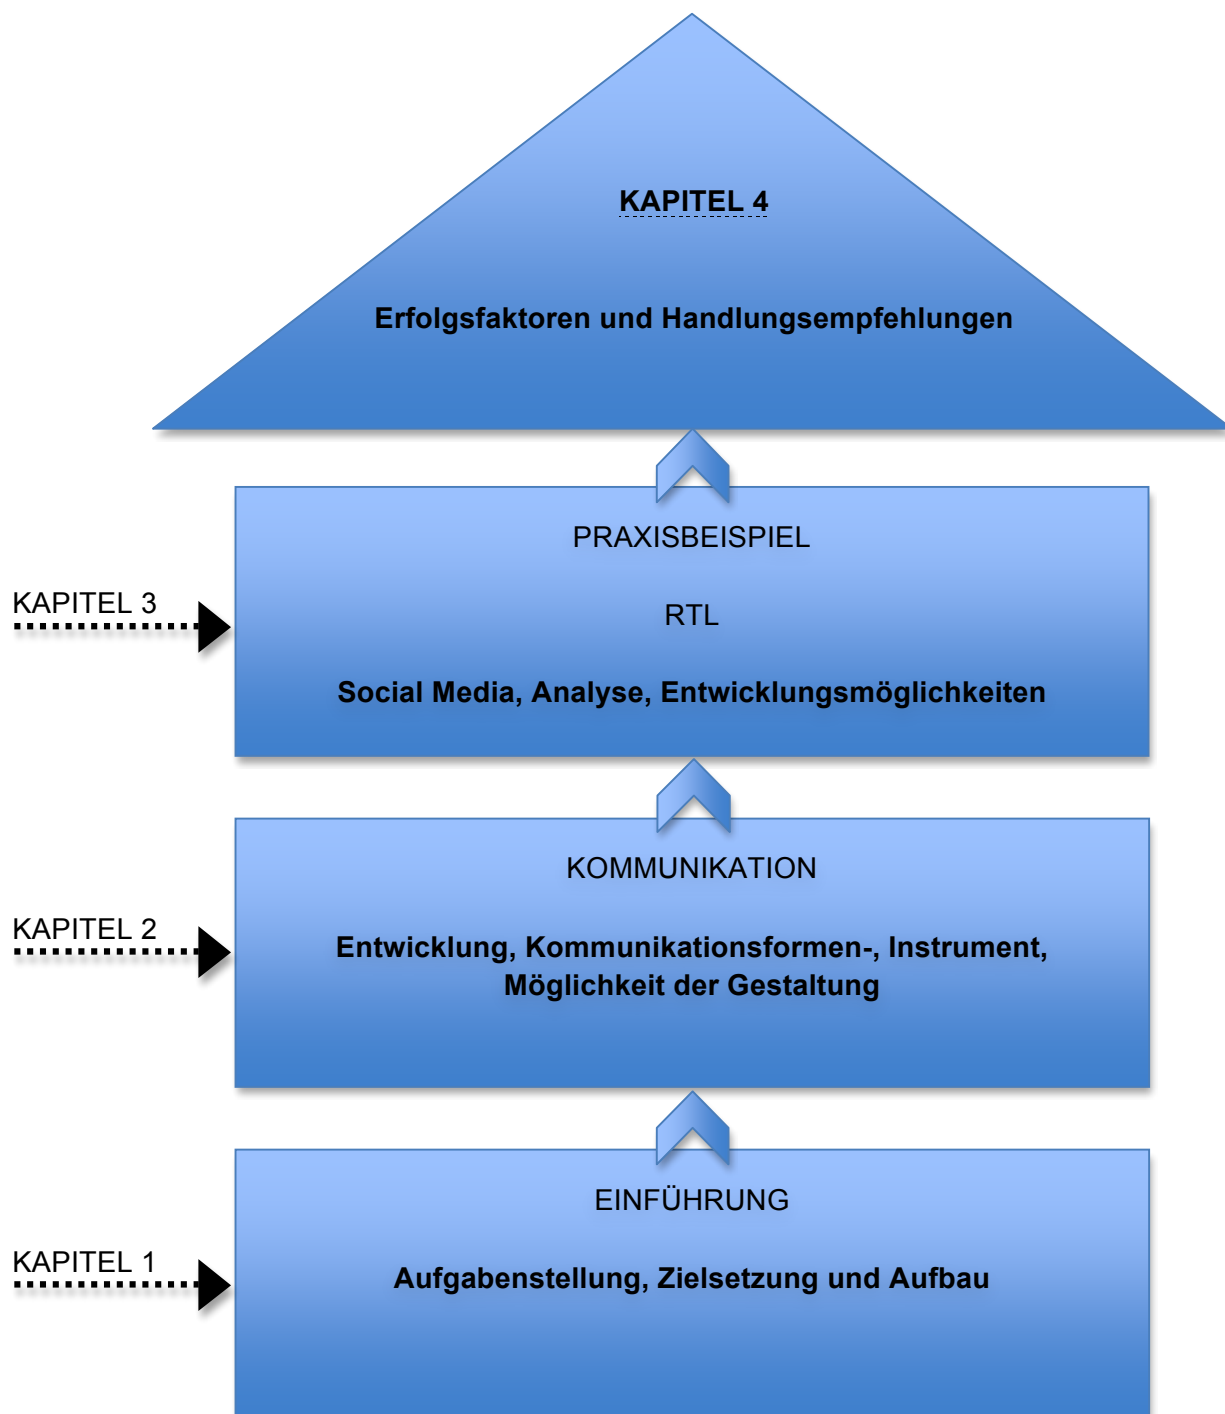 KAPITEL 4
Erfolgsfaktoren und Handlungsempfehlungen
PRAXISBEISPIEL
RTL
Social Media, Analyse, Entwicklungsmöglichkeiten
KAPITEL 3
KOMMUNIKATION
Entwicklung, Kommunikationsformen-, Instrument,
Möglichkeit der Gestaltung
KAPITEL 2
EINFÜHRUNG
Aufgabenstellung, Zielsetzung und Aufbau
KAPITEL 1